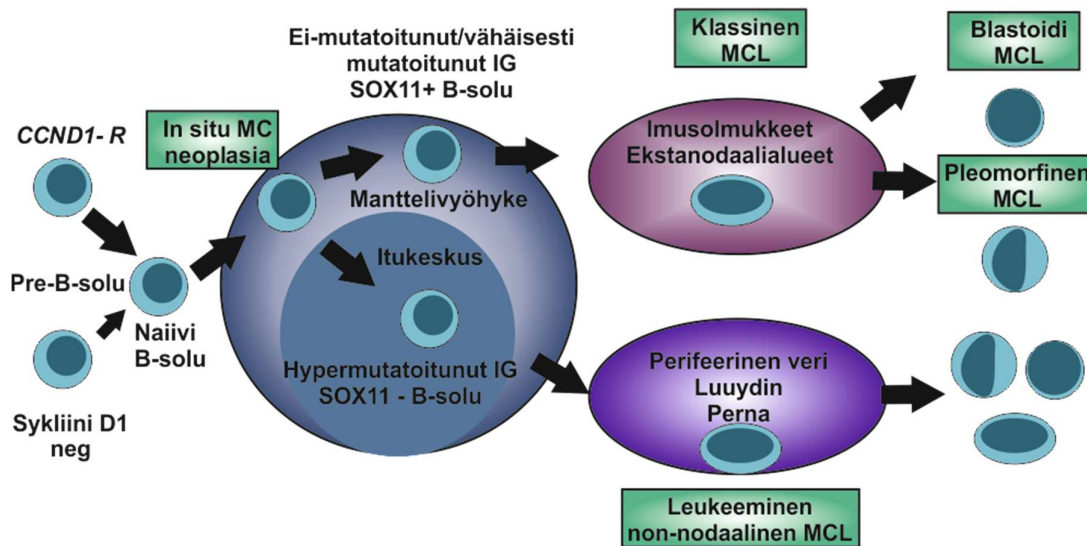 CCND1- R
Pre-B-solu
Sykliini D1
neg
Naiivi
B-solu
In situ MC
neoplasia
Ei-mutatoitunut/vähäisesti
mutatoitunut IG
SOX11+ B-solu
Manttelivyöhyke
Itukeskus
Hypermutatoitunut IG
SOX11 - B-solu
Klassinen
MCL
Imusolmukkeet
Ekstanodaalialueet
Blastoidi
MCL
Pleomorfinen
MCL
Perifeerinen veri
Luuydin
Perna
Leukeeminen
non-nodaalinen MCL